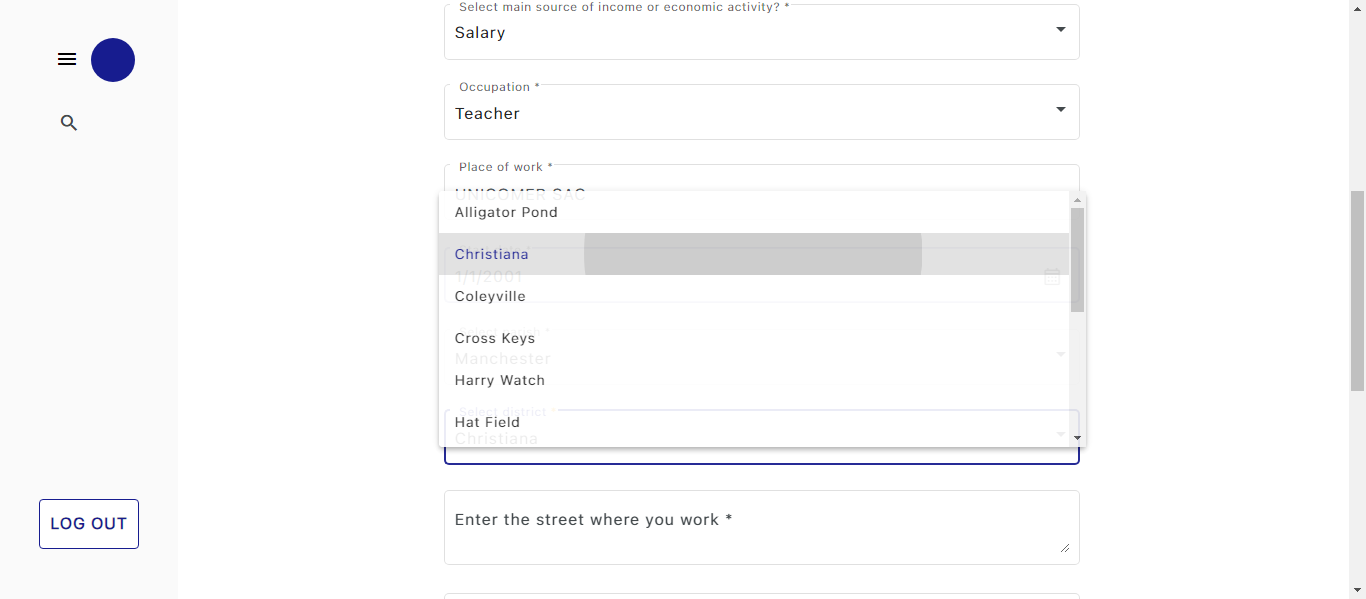 Select main source of income or economic activity? *
Salary
Occupation *
Teacher
Place of work *
UNICOMER SAC
Alligator Pond
Christiana
1/1/2001
Coleyville
Cross Keys
Manchester
Harry Watch
Select district
Hat Field
Christiana
Enter the street where you work *
LOG OUT